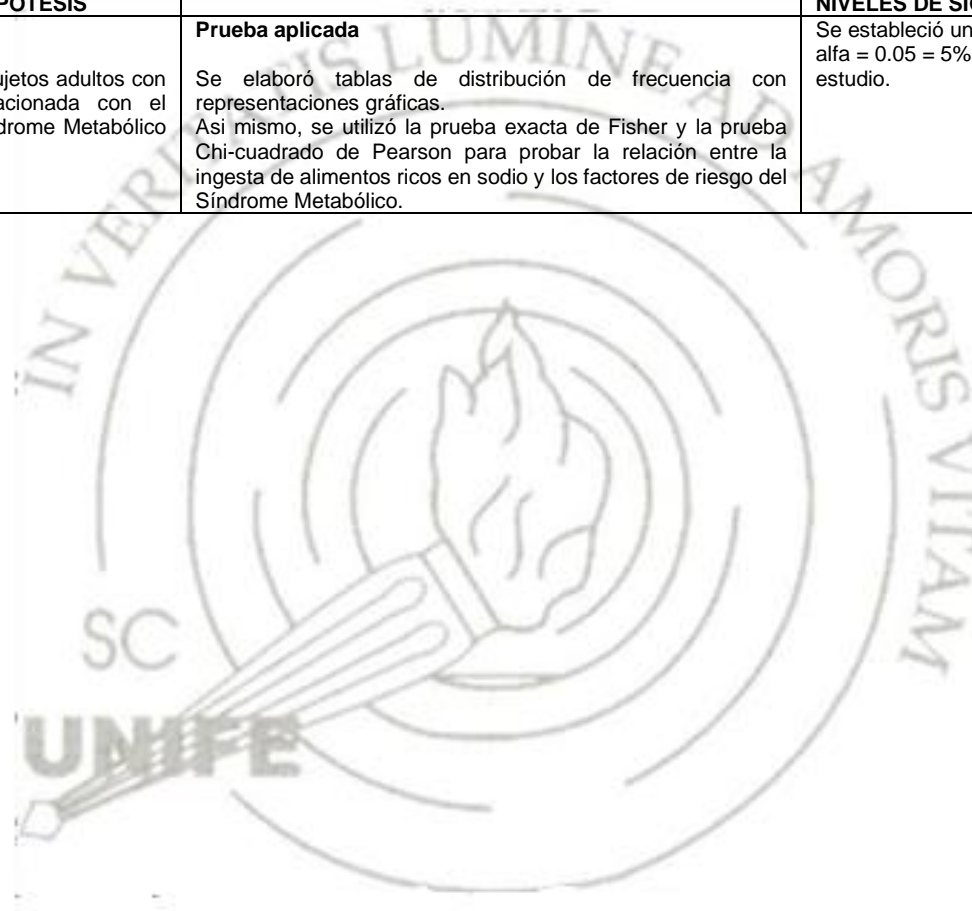 PÓTESIS
NIVELES DE SIG
ujetos adultos con
acionada con el
drome Metabólico
Prueba aplicada
Se elaboró tablas de distribución de frecuencia con
representaciones gráficas.
Asi mismo, se utilizó la prueba exacta de Fisher y la prueba
Chi-cuadrado de Pearson para probar la relación entre la
ingesta de alimentos ricos en sodio y los factores de riesgo del
Síndrome Metabólico.
Se estableció un
alfa = 0.05 = 5%
estudio.
IN VERITATIS LUMINE AD AMORIS VITAM
SC
UNIFE